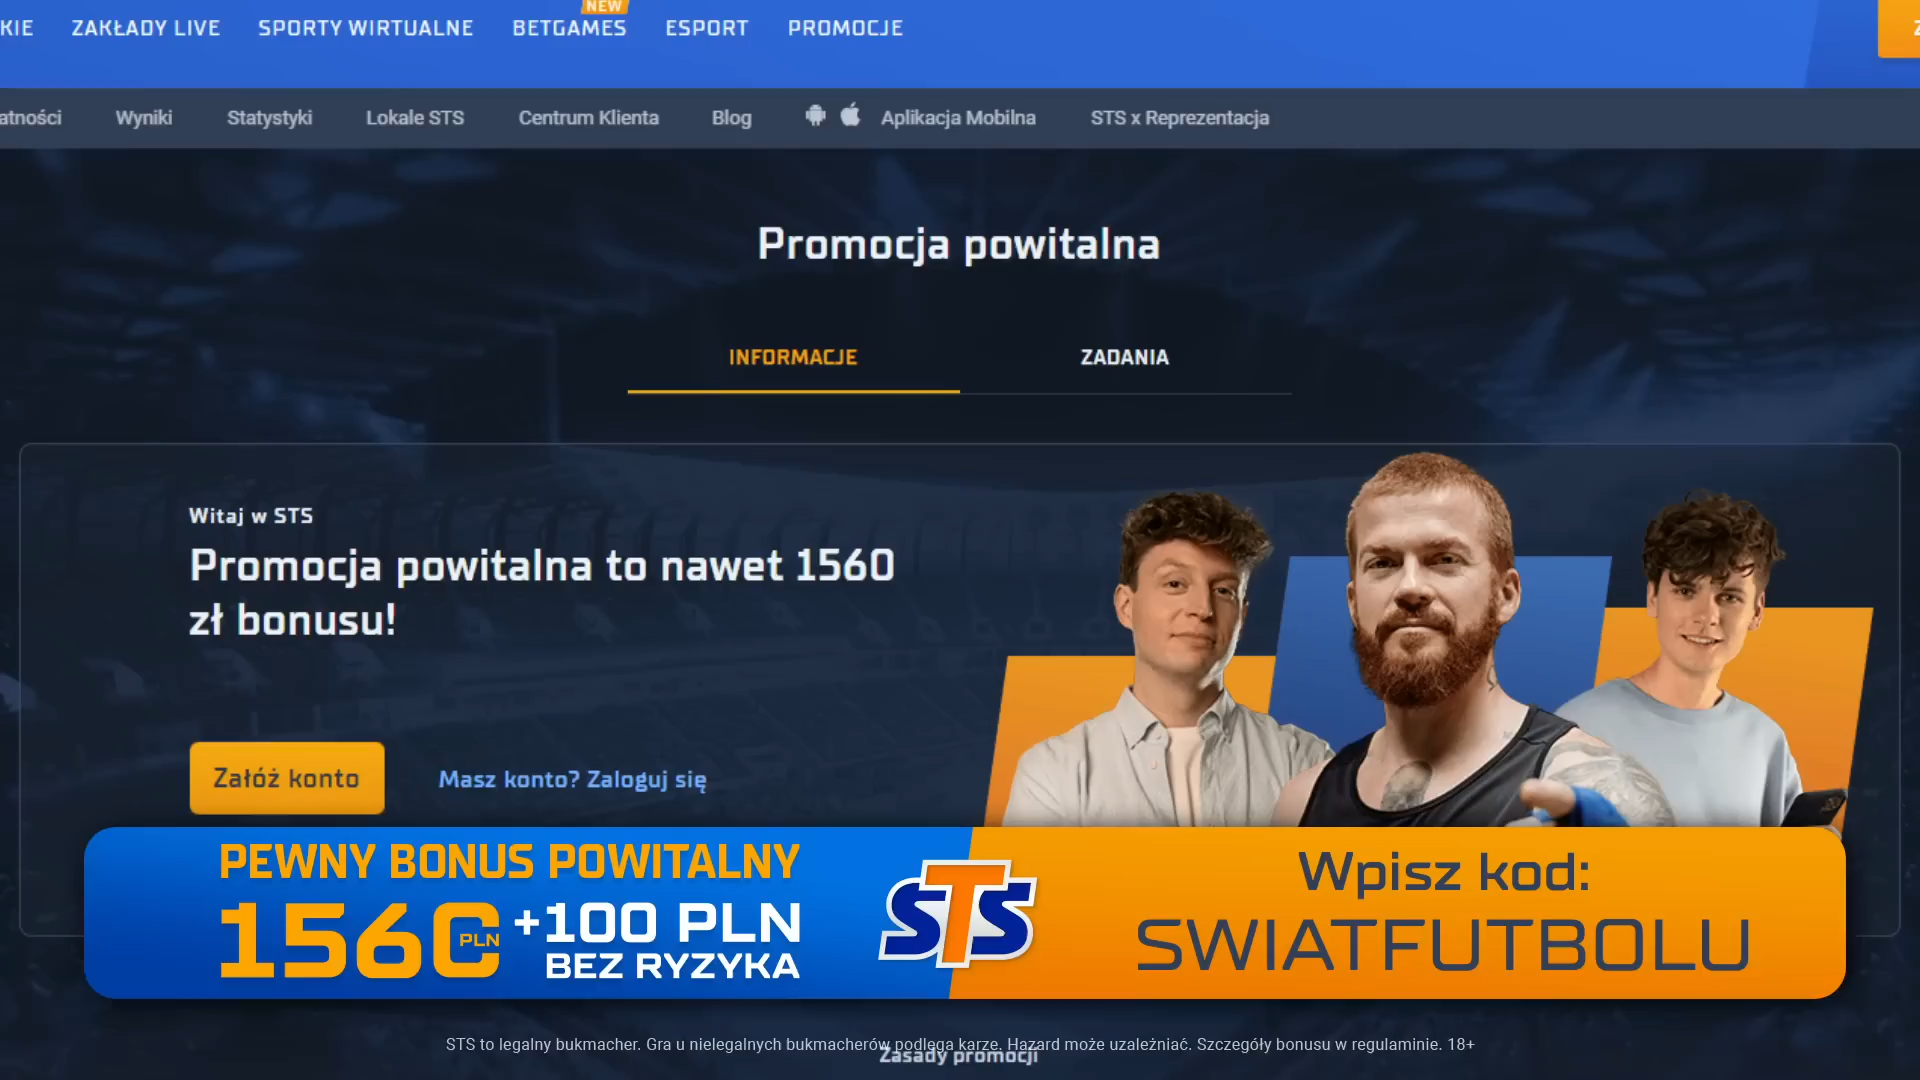 KIE ZAKŁADY LIVE SPORTY WIRTUALNE BETGAMES NEW ESPORT PROMOCJE
atności Wyniki Statystyki Lokale STS Centrum Klienta Blog Aplikacja Mobilna STS x Reprezentacja
Promocja powitalna
INFORMACJE ZADANIA
Witaj w STS
Promocja powitalna to nawet 1560
zł bonusu!
Załóż konto Masz konto? Zaloguj się
PEWNY BONUS POWITALNY
1560 PLN +100 PLN
BEZ RYZYKA
STS
Wpisz kod:
SWIATFUTBOLU
STS to legalny bukmacher. Gra u nielegalnych bukmacherów podlega karze. Hazard może uzależniać. Szczegóły bonusu w regulaminie. 18+
Zasady promocji